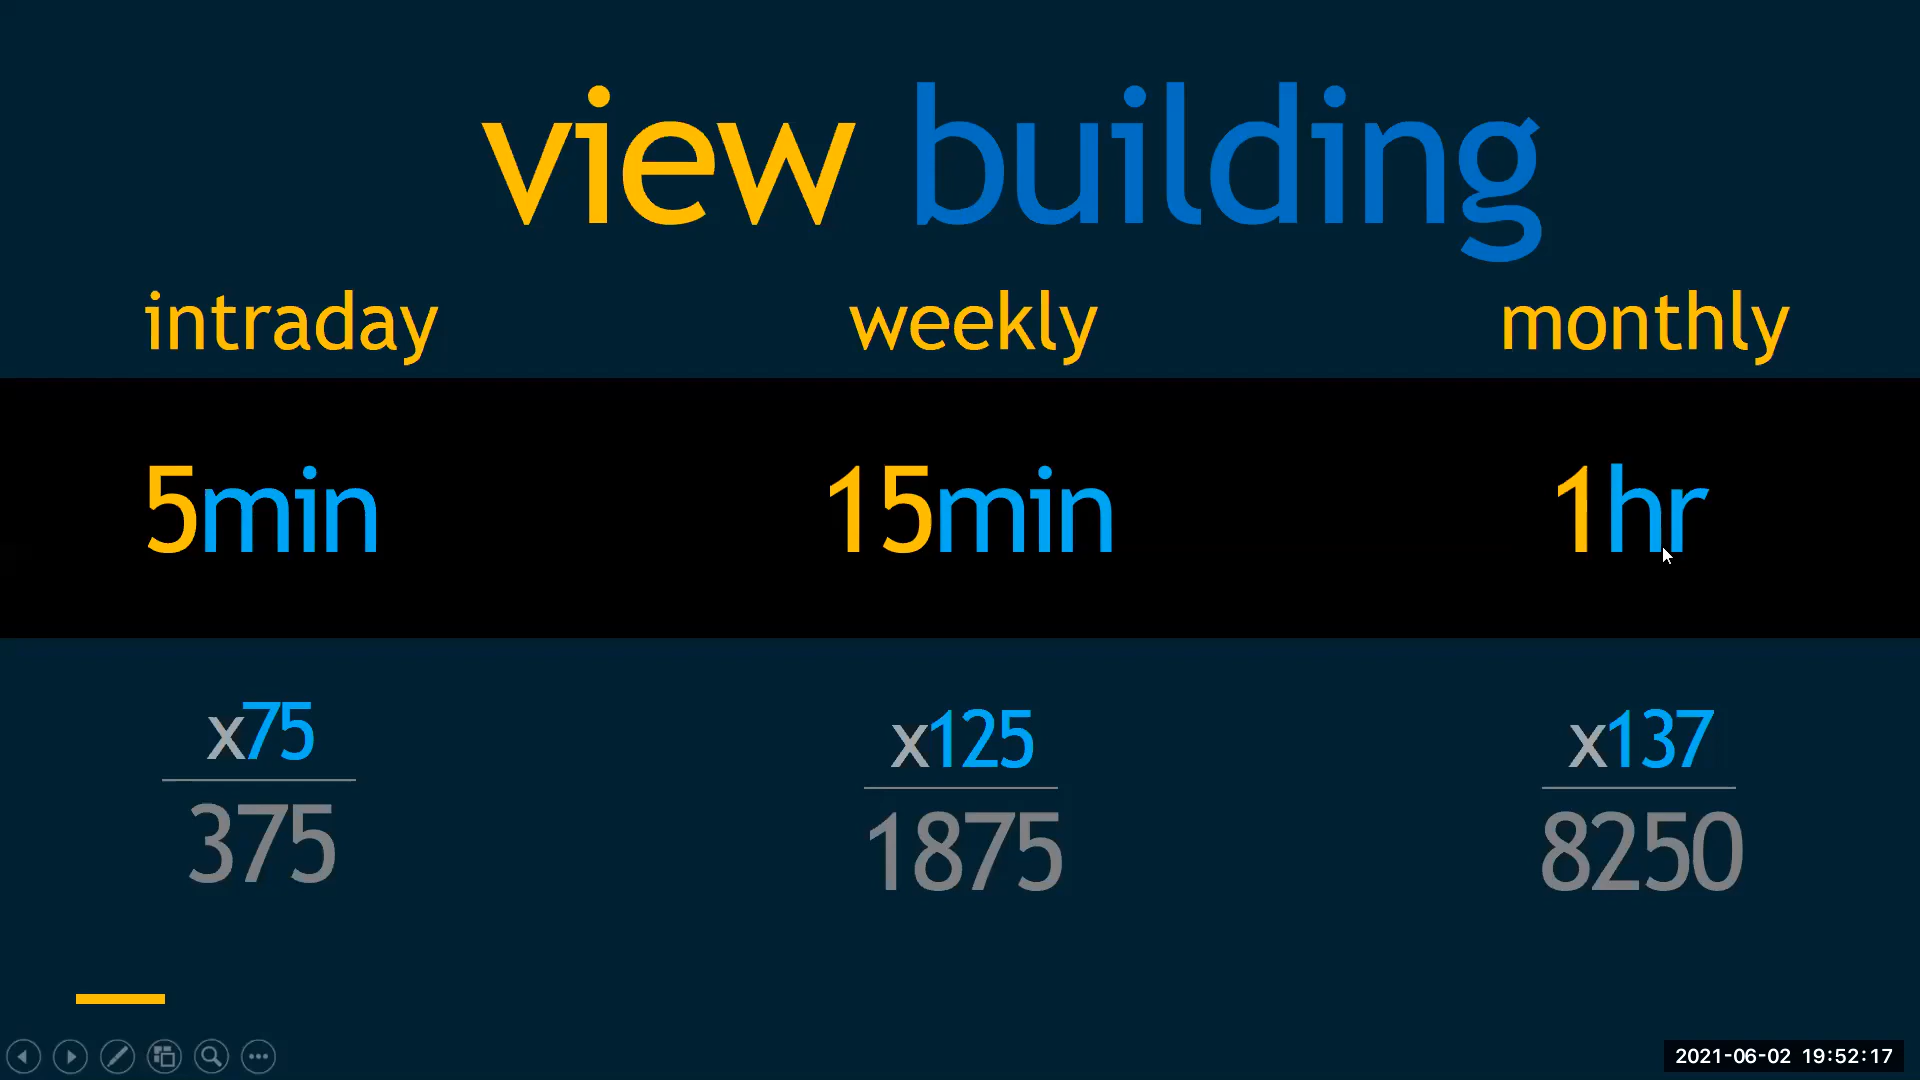 view building
intraday weekly monthly
5min 15min 1hr
x75 x125 x137
375 1875 8250
2021-06-02 19:52:17